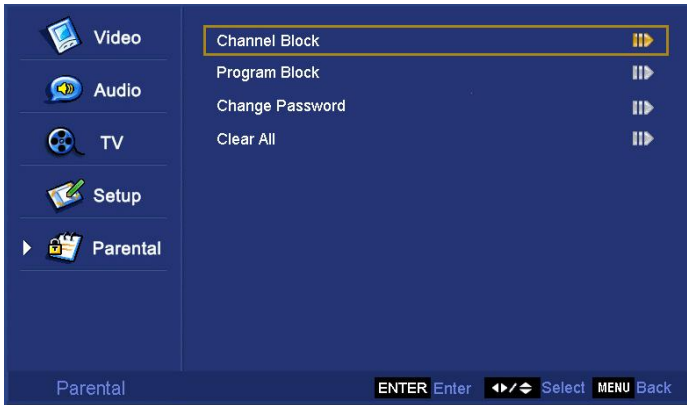 Video
Audio
TV
Setup
Parental
Channel Block
Program Block
Change Password
Clear All
Parental
ENTER Enter ◂▸/ Select MENU Back